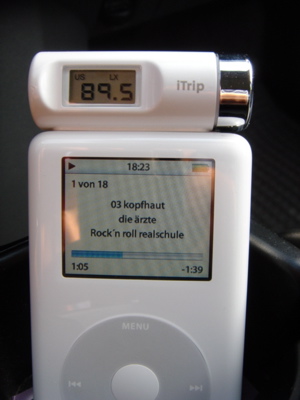 US LX
89.5
iTrip
18:23
1 von 18
03 kopfhaut
die ärzte
Rock´n roll realschule
1:05 -1:39
MENU